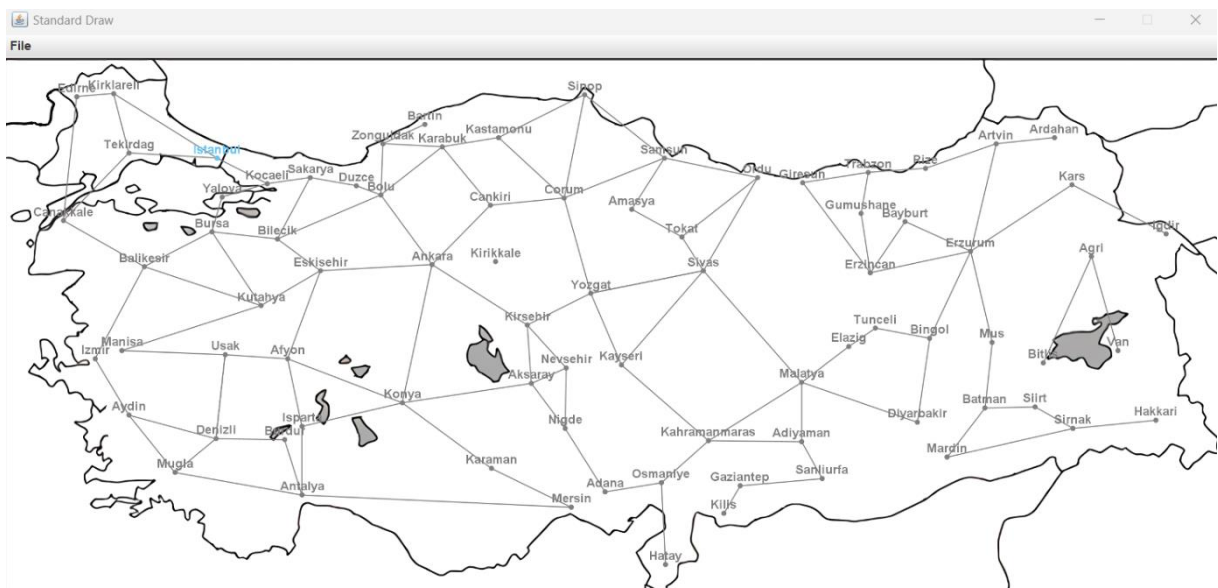 Standard Draw
File
Edirne
Kirklareli
Sinop
Bartin
Zonguldak
Karabuk
Kastamonu
Tekirdag
Istanbul
Samsun
Artvin
Ardahan
Ordu
Giresun
Trabzon
Rize
Yalova
Kocaeli
Sakarya
Duzce
Bolu
Cankiri
Corum
Amasya
Kars
Canakkale
Bursa
Bilecik
Tokat
Gumushane
Bayburt
Igdir
Balikesir
Eskisehir
Ankara
Kirikkale
Sivas
Erzincan
Erzurum
Agri
Kutahya
Yozgat
Kirsehir
Izmir
Manisa
Usak
Afyon
Nevsehir
Kayseri
Elazig
Tunceli
Bingol
Mus
Bitlis
Van
Aksaray
Malatya
Aydin
Konya
Denizli
Burdur
Isparta
Nigde
Kahramanmaras
Adiyaman
Diyarbakir
Batman
Siirt
Sirnak
Hakkari
Mugla
Antalya
Karaman
Mersin
Adana
Osmaniye
Gaziantep
Sanliurfa
Mardin
Kilis
Hatay